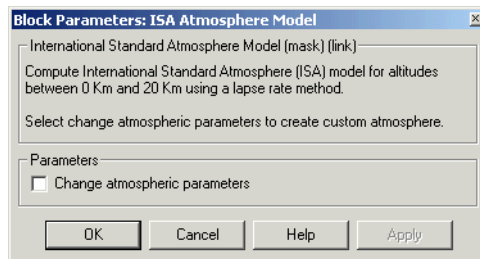 Block Parameters: ISA Atmosphere Model
International Standard Atmosphere Model (mask) (link)
Compute International Standard Atmosphere (ISA) model for altitudes
between 0 Km and 20 Km using a lapse rate method.
Select change atmospheric parameters to create custom atmosphere.
Parameters
Change atmospheric parameters
OK Cancel Help Apply